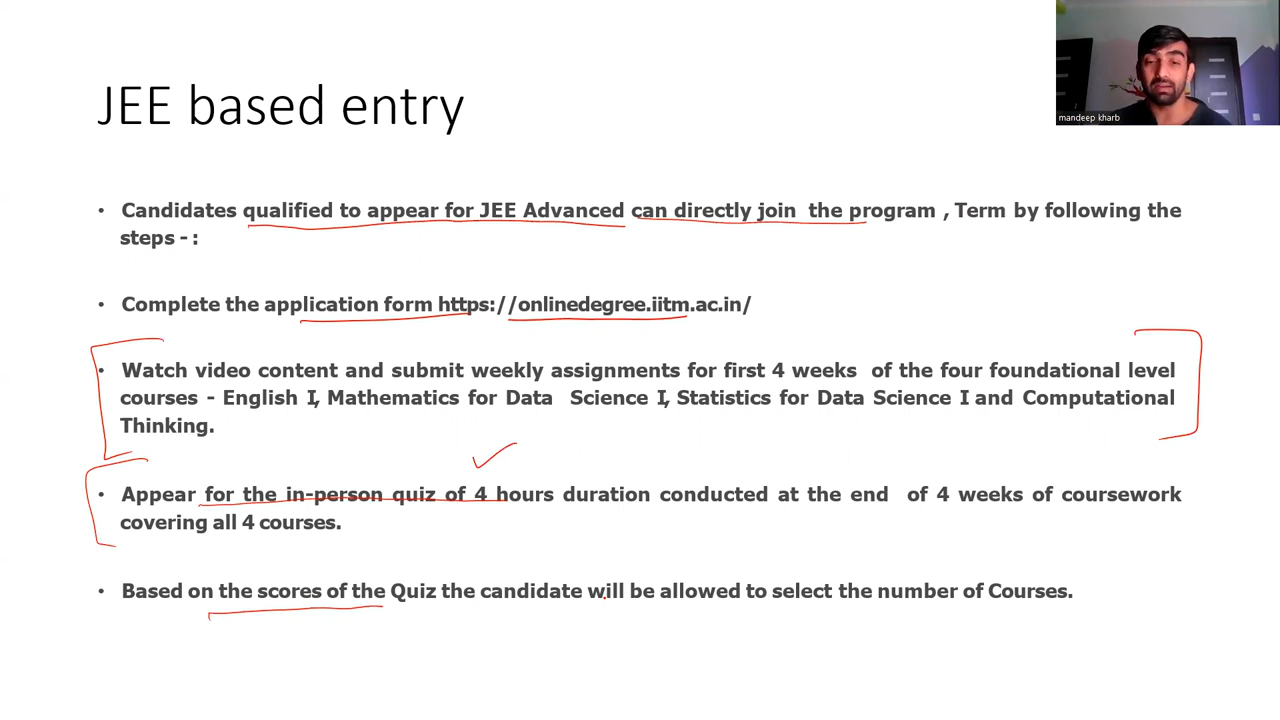 JEE based entry
mandeep kharb
• Candidates qualified to appear for JEE Advanced can directly join the program , Term by following the
steps - :
• Complete the application form https://onlinedegree.iitm.ac.in/
• Watch video content and submit weekly assignments for first 4 weeks of the four foundational level
courses - English I, Mathematics for Data Science I, Statistics for Data Science I and Computational
Thinking.
• Appear for the in-person quiz of 4 hours duration conducted at the end of 4 weeks of coursework
covering all 4 courses.
• Based on the scores of the Quiz the candidate will be allowed to select the number of Courses.